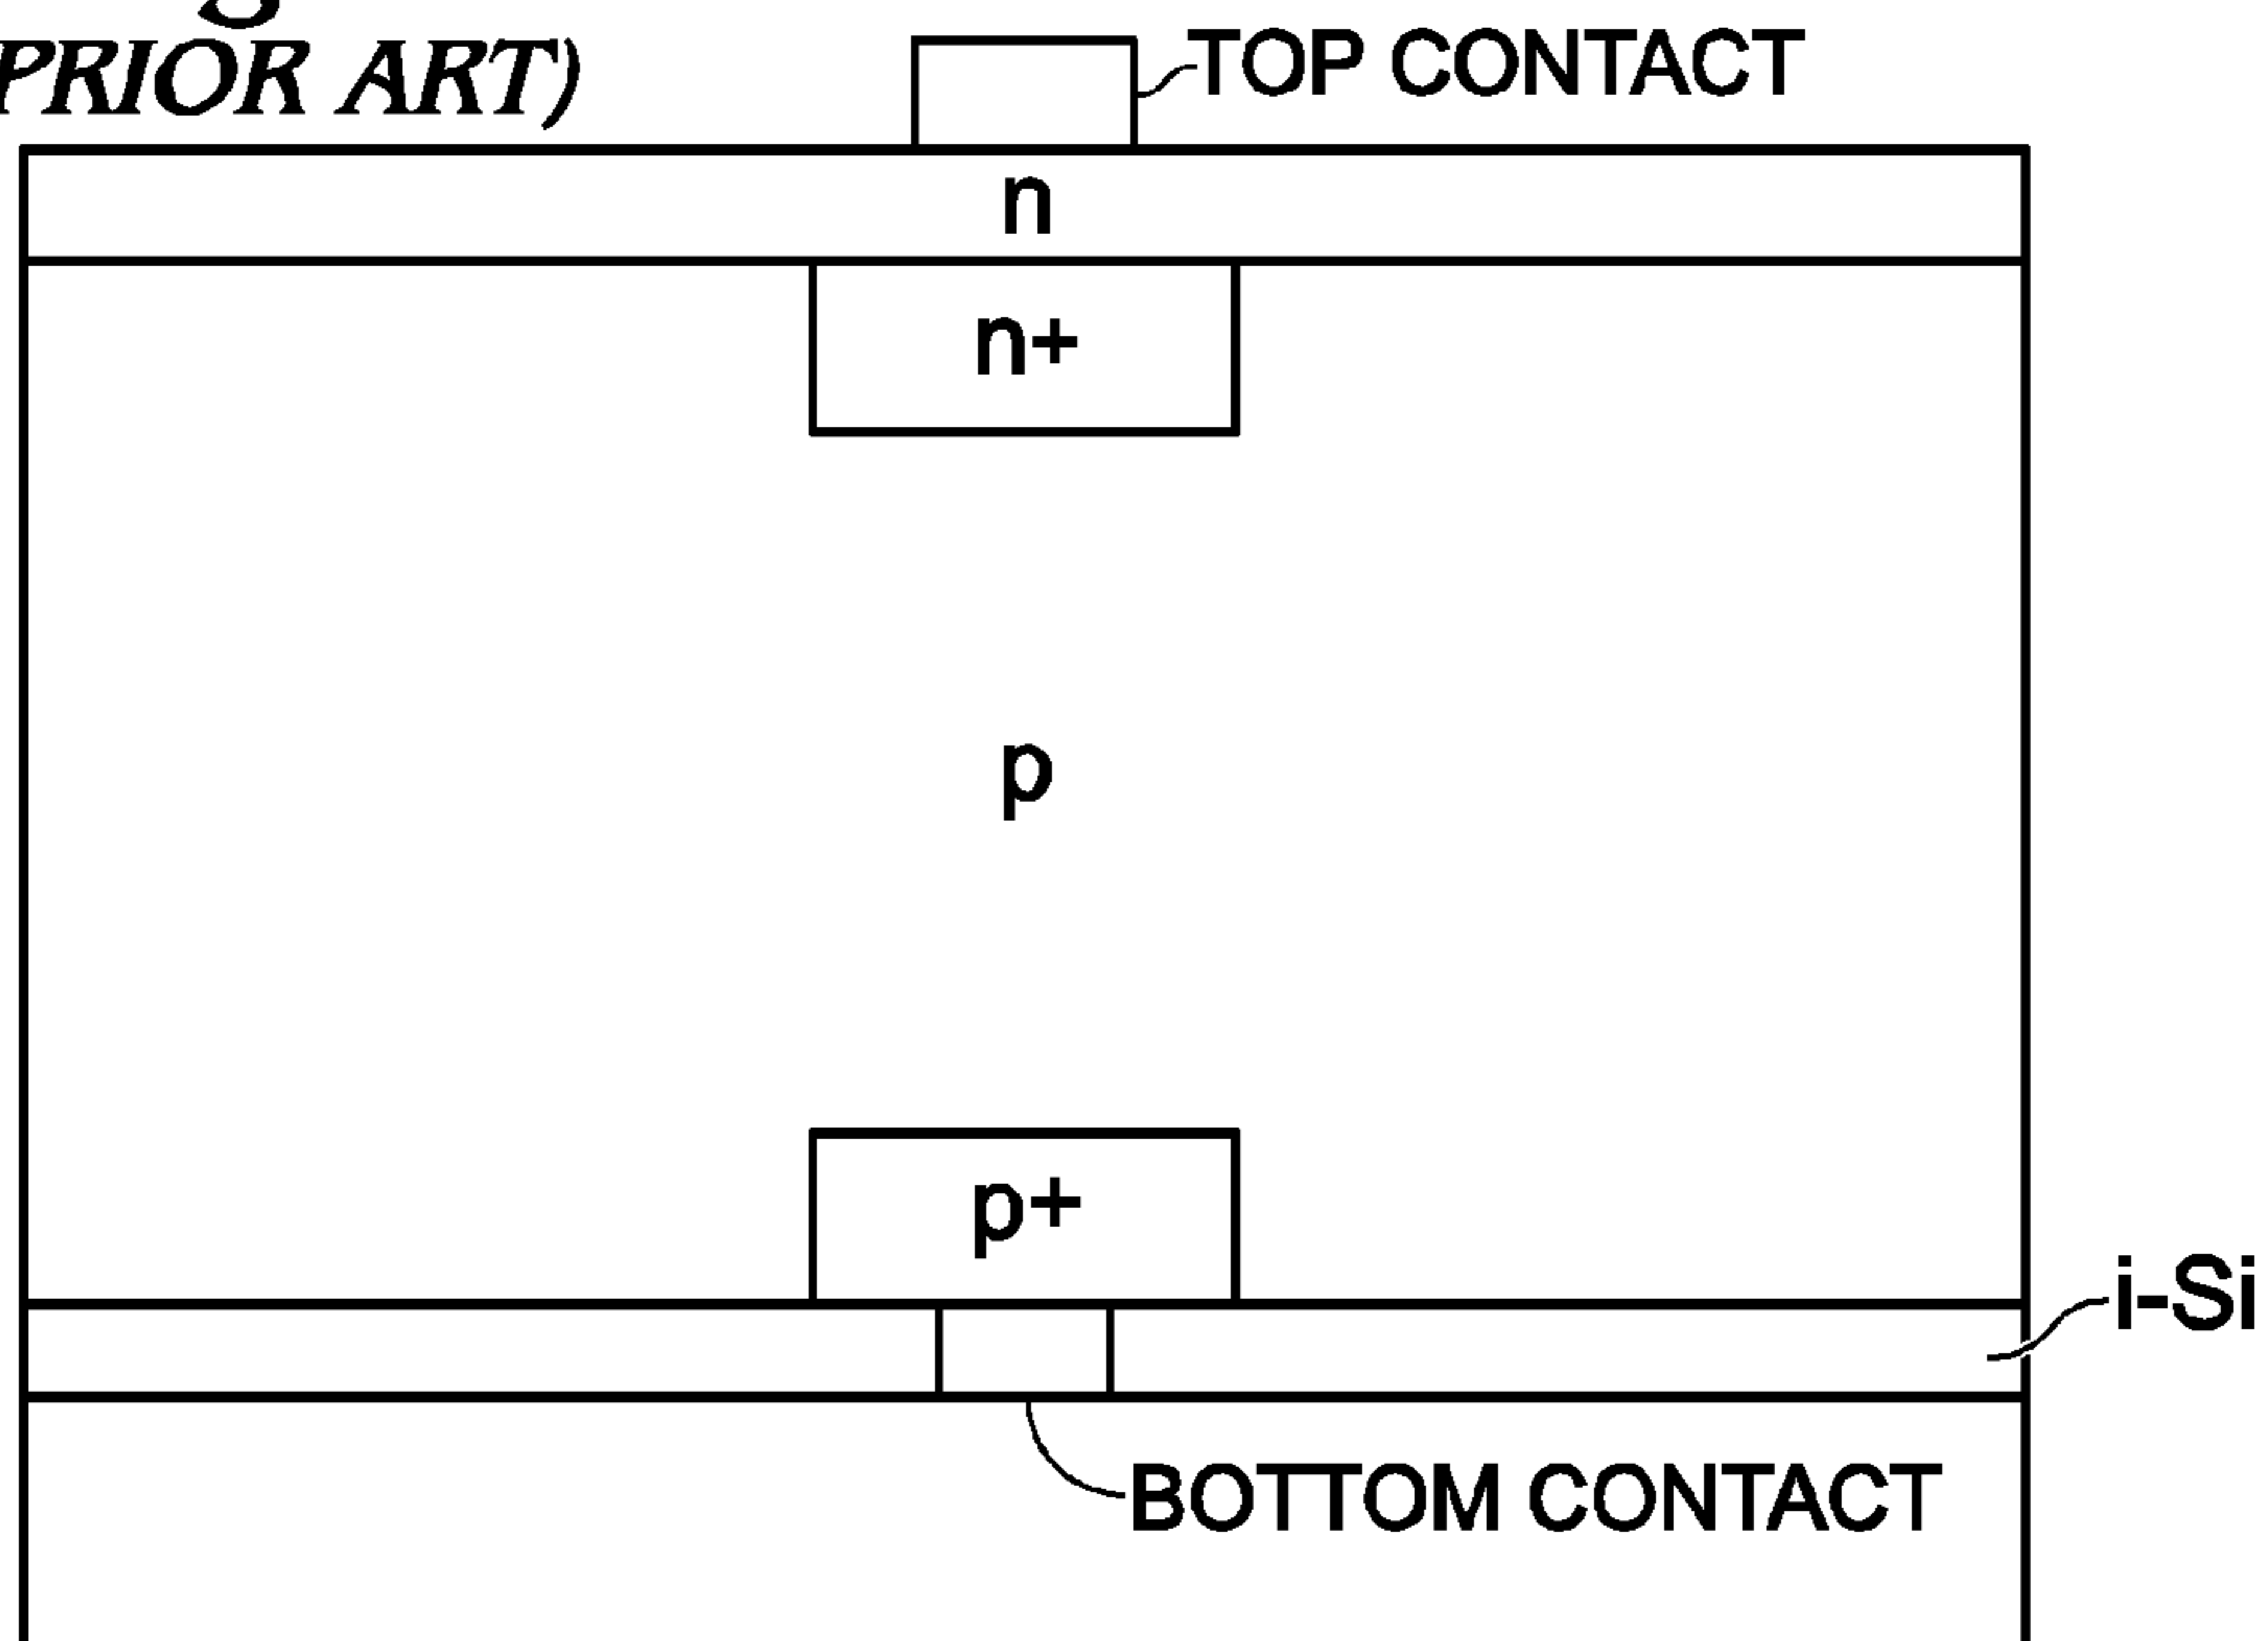 PRIOR ART)
TOP CONTACT
n
n+
p
p+
i-Si
BOTTOM CONTACT